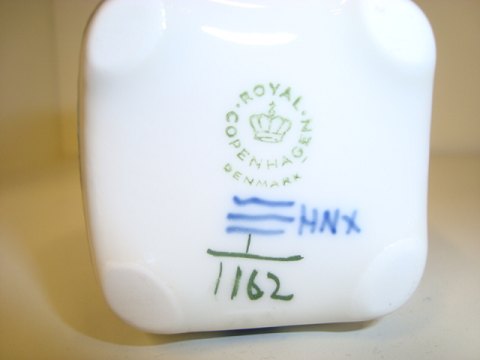 ROYAL
COPENHAGEN
DENMARK
HNX
1
1162